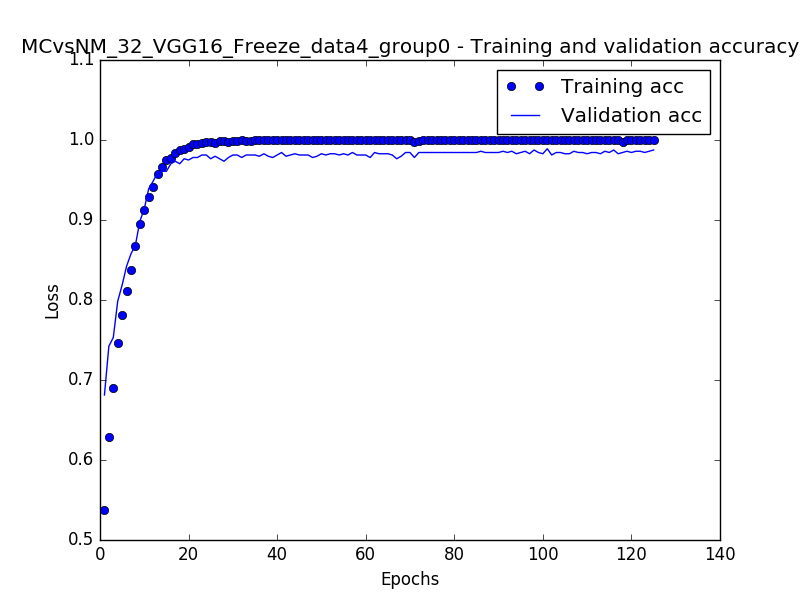 MCvsNM_32_VGG16_Freeze_data4_group0 - Training and validation accuracy
1.1
Training acc
Validation acc
1.0
0.9
0.8
Loss
0.7
0.6
0.5
0 20 40 60 80 100 120 140
Epochs